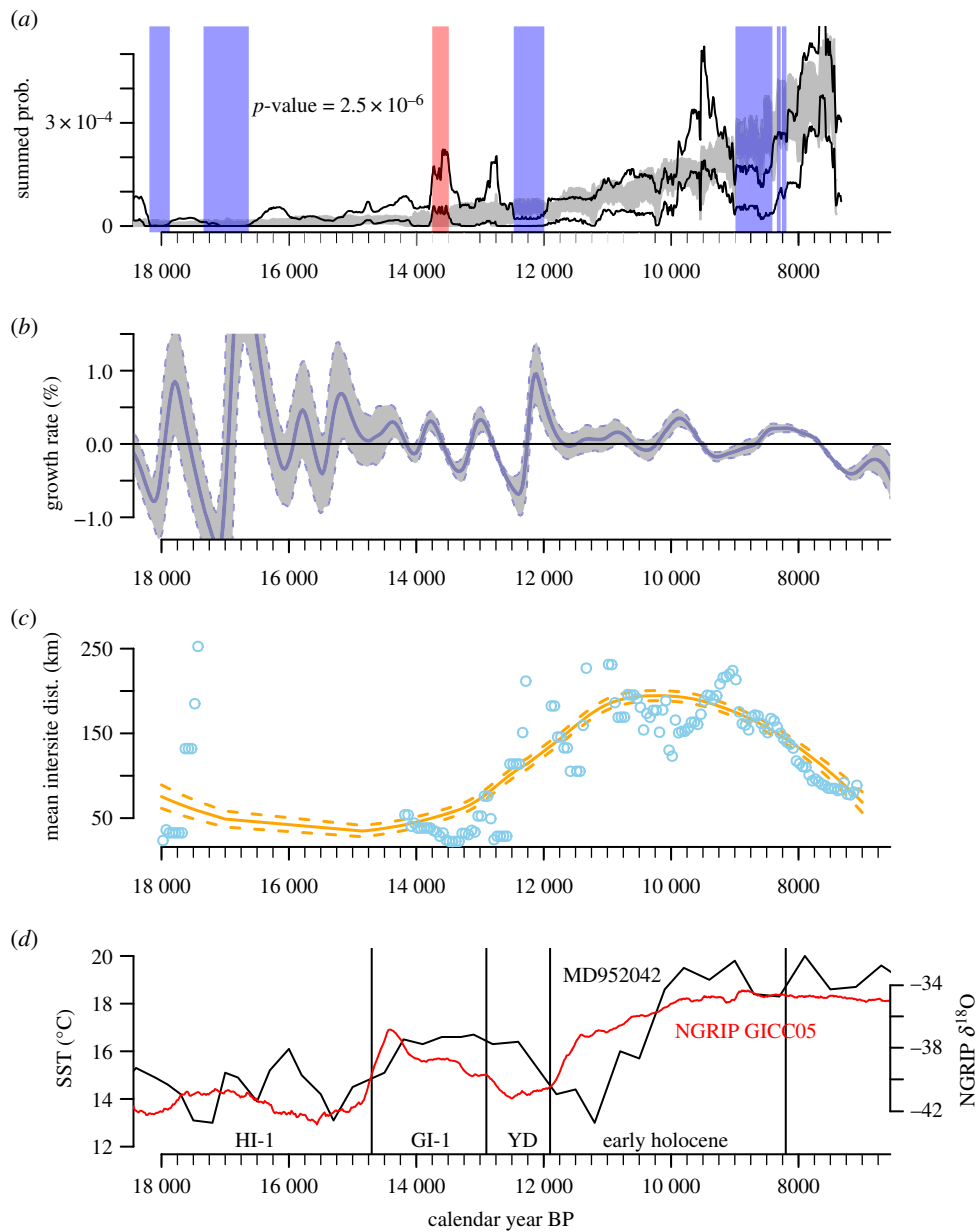 (a)
summed prob.
3 × 10⁻⁴
0
p-value = 2.5 × 10⁻⁶
18 000 16 000 14 000 12 000 10 000 8000
(b)
growth rate (%)
1.0
0.0
−1.0
18 000 16 000 14 000 12 000 10 000 8000
(c)
mean intersite dist. (km)
250
150
50
18 000 16 000 14 000 12 000 10 000 8000
(d)
SST (°C)
20
18
16
14
12
MD952042
NGRIP GICC05
−34
−38
−42
NGRIP δ¹⁸O
HI-1 GI-1 YD early holocene
18 000 16 000 14 000 12 000 10 000 8000
calendar year BP